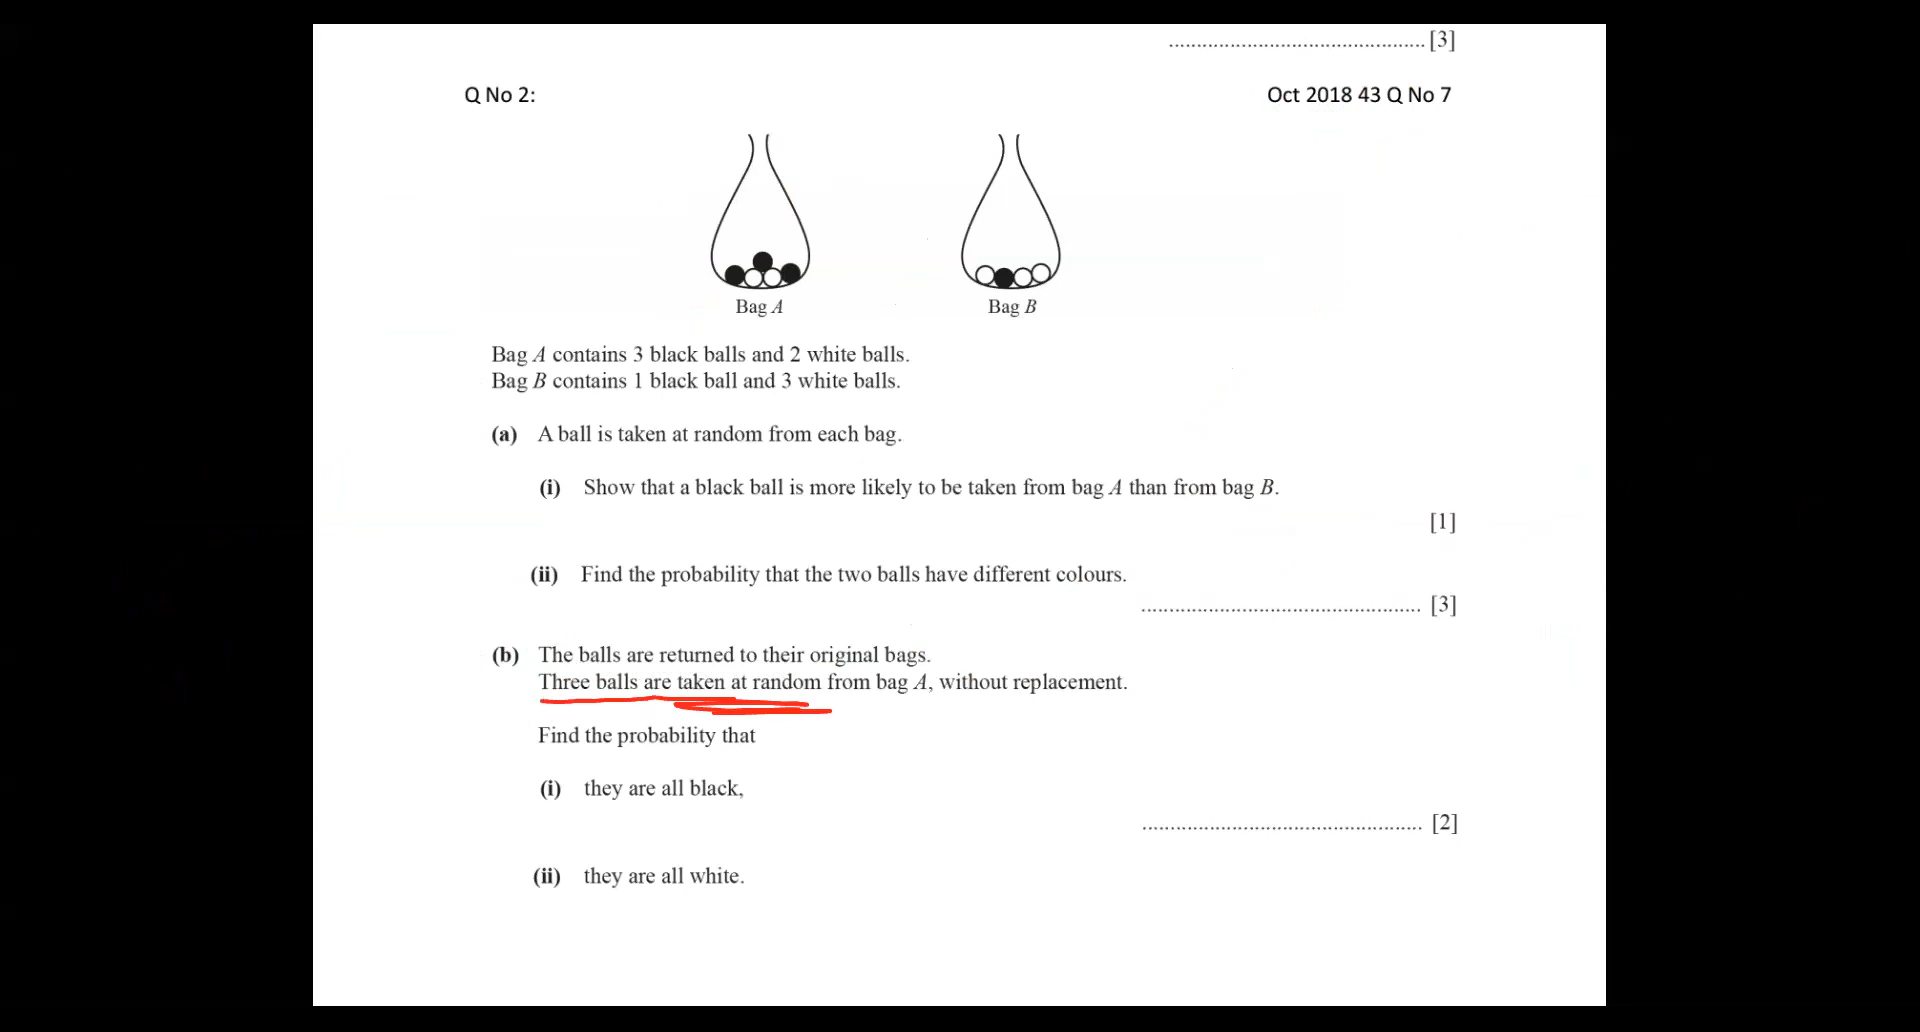 ............................................. [3]
Q No 2:
Oct 2018 43 Q No 7
Bag A
Bag B
Bag A contains 3 black balls and 2 white balls.
Bag B contains 1 black ball and 3 white balls.
(a) A ball is taken at random from each bag.
(i) Show that a black ball is more likely to be taken from bag A than from bag B.
[1]
(ii) Find the probability that the two balls have different colours.
................................................. [3]
(b) The balls are returned to their original bags.
Three balls are taken at random from bag A, without replacement.
Find the probability that
(i) they are all black,
................................................. [2]
(ii) they are all white.